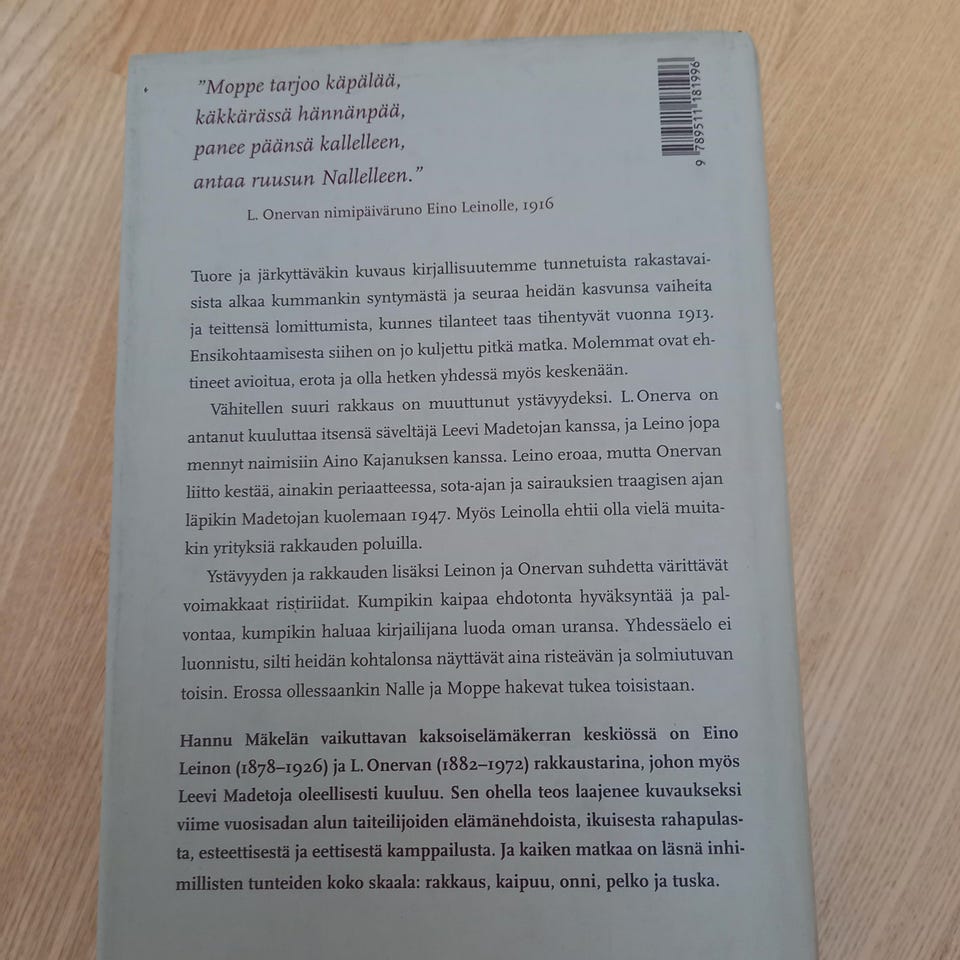 ”Moppe tarjoo käpälää,
käkkärässä hännänpää,
panee päänsä kallelleen,
antaa ruusun Nallelleen.”
L. Onervan nimipäiväruno Eino Leinolle, 1916
9 789511 181996
Tuore ja järkyttäväkin kuvaus kirjallisuutemme tunnetuista rakastavai-
sista alkaa kummankin syntymästä ja seuraa heidän kasvunsa vaiheita
ja teittensä lomittumista, kunnes tilanteet taas tihentyvät vuonna 1913.
Ensikohtaamisesta siihen on jo kuljettu pitkä matka. Molemmat ovat eh-
tineet avioitua, erota ja olla hetken yhdessä myös keskenään.
Vähitellen suuri rakkaus on muuttunut ystävyydeksi. L. Onerva on
antanut kuuluttaa itsensä säveltäjä Leevi Madetojan kanssa, ja Leino jopa
mennyt naimisiin Aino Kajanuksen kanssa. Leino eroaa, mutta Onervan
liitto kestää, ainakin periaatteessa, sota-ajan ja sairauksien traagisen ajan
läpikin Madetojan kuolemaan 1947. Myös Leinolla ehtii olla vielä muita-
kin yrityksiä rakkauden poluilla.
Ystävyyden ja rakkauden lisäksi Leinon ja Onervan suhdetta värittävät
voimakkaat ristiriidat. Kumpikin kaipaa ehdotonta hyväksyntää ja pal-
vontaa, kumpikin haluaa kirjailijana luoda oman uransa. Yhdessäelo ei
luonnistu, silti heidän kohtalonsa näyttävät aina risteävän ja solmiutuvan
toisin. Erossa ollessaankin Nalle ja Moppe hakevat tukea toisistaan.
Hannu Mäkelän vaikuttavan kaksoiselämäkerran keskiössä on Eino
Leinon (1878–1926) ja L. Onervan (1882–1972) rakkaustarina, johon myös
Leevi Madetoja oleellisesti kuuluu. Sen ohella teos laajenee kuvaukseksi
viime vuosisadan alun taiteilijoiden elämänehdoista, ikuisesta rahapulas-
ta, esteettisestä ja eettisestä kamppailusta. Ja kaiken matkaa on läsnä inhi-
millisten tunteiden koko skaala: rakkaus, kaipuu, onni, pelko ja tuska.